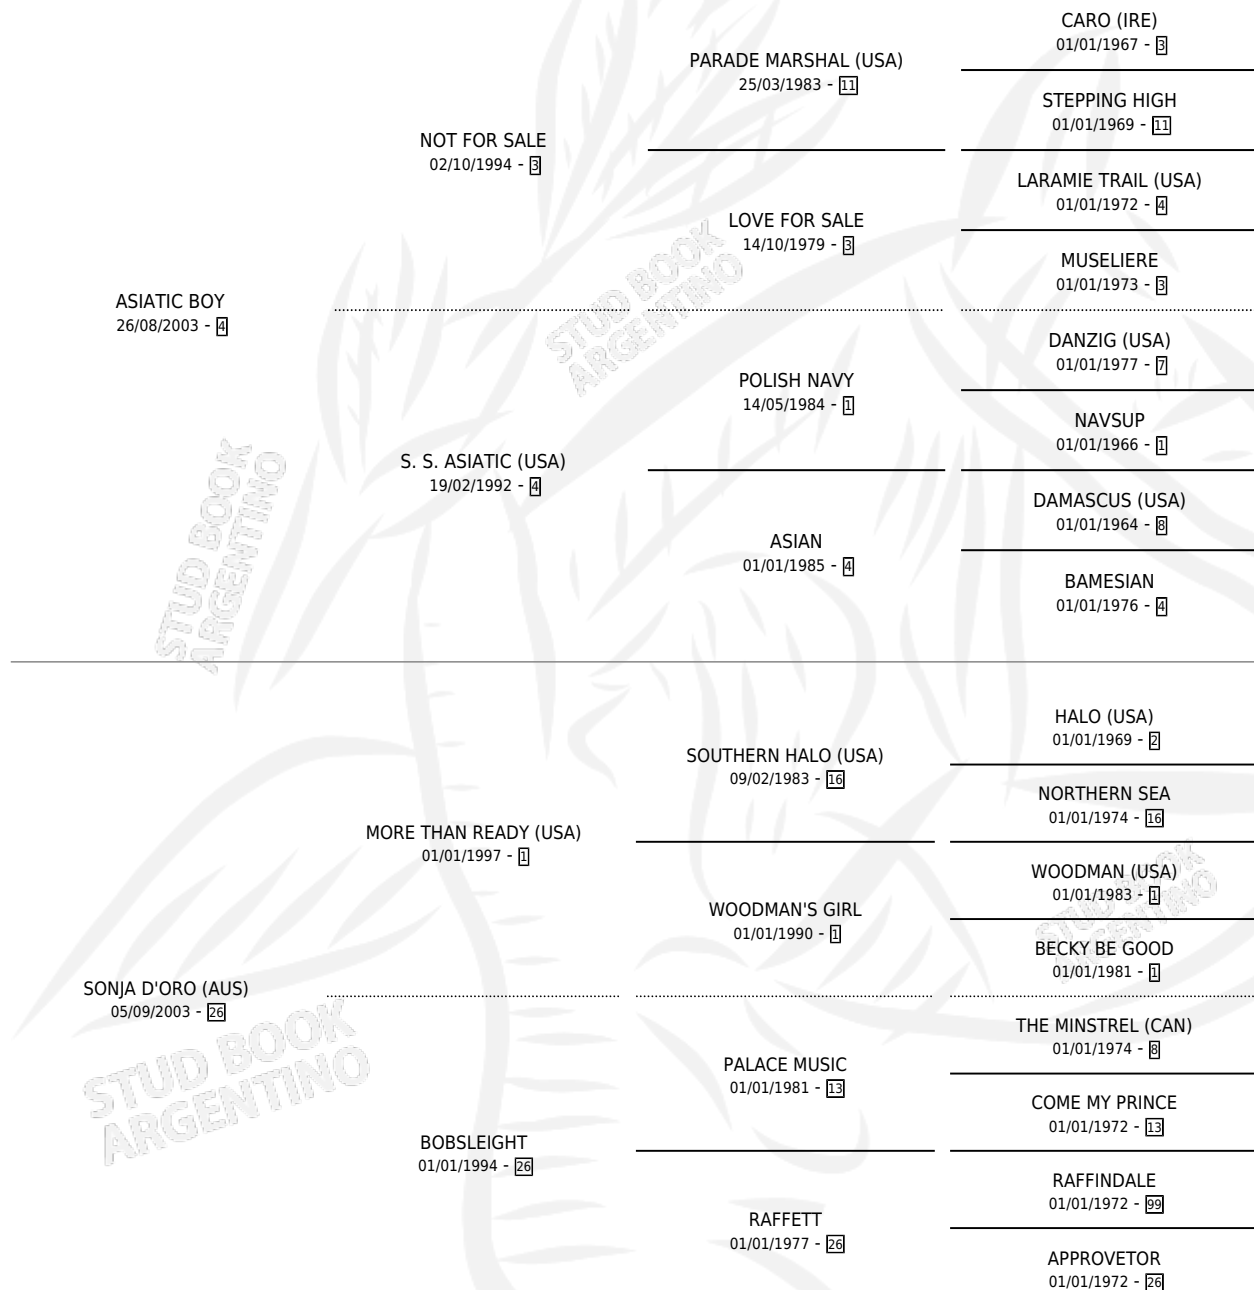 CARO (IRE)
01/01/1967 - 3
PARADE MARSHAL (USA)
25/03/1983 - 11
STEPPING HIGH
01/01/1969 - 11
NOT FOR SALE
02/10/1994 - 3
LARAMIE TRAIL (USA)
01/01/1972 - 4
LOVE FOR SALE
14/10/1979 - 3
MUSELIERE
01/01/1973 - 3
STUD BOOK
ARGENTINO
ASIATIC BOY
26/08/2003 - 4
DANZIG (USA)
01/01/1977 - 7
POLISH NAVY
14/05/1984 - 1
NAVSUP
01/01/1966 - 1
S. S. ASIATIC (USA)
19/02/1992 - 4
DAMASCUS (USA)
01/01/1964 - 8
ASIAN
01/01/1985 - 4
BAMESIAN
01/01/1976 - 4
STUD BOOK
ARGENTINO
HALO (USA)
01/01/1969 - 2
SOUTHERN HALO (USA)
09/02/1983 - 16
NORTHERN SEA
01/01/1974 - 16
MORE THAN READY (USA)
01/01/1997 - 1
WOODMAN (USA)
01/01/1983 - 1
STUD BOOK
ARGENTINO
WOODMAN'S GIRL
01/01/1990 - 1
BECKY BE GOOD
01/01/1981 - 1
SONJA D'ORO (AUS)
05/09/2003 - 26
STUD BOOK
ARGENTINO
THE MINSTREL (CAN)
01/01/1974 - 8
PALACE MUSIC
01/01/1981 - 13
COME MY PRINCE
01/01/1972 - 13
BOBSLEIGHT
01/01/1994 - 26
RAFFINDALE
01/01/1972 - 99
RAFFETT
01/01/1977 - 26
APPROVETOR
01/01/1972 - 26